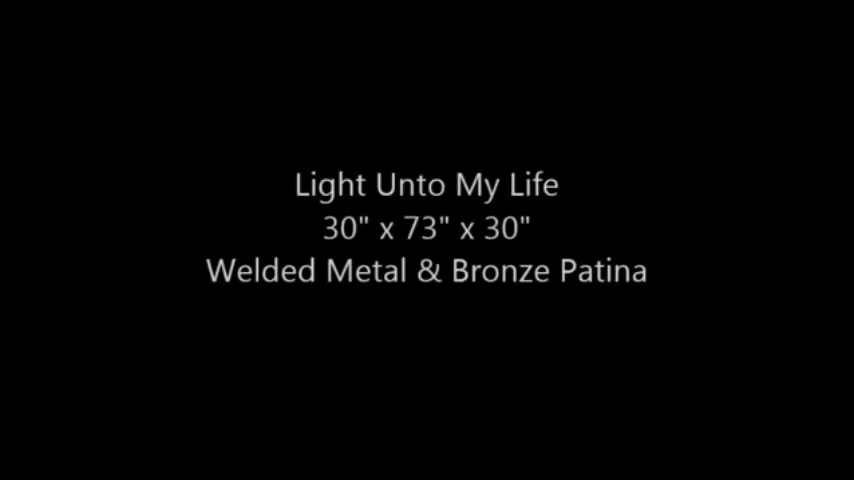 Light Unto My Life
30" x 73" x 30"
Welded Metal & Bronze Patina